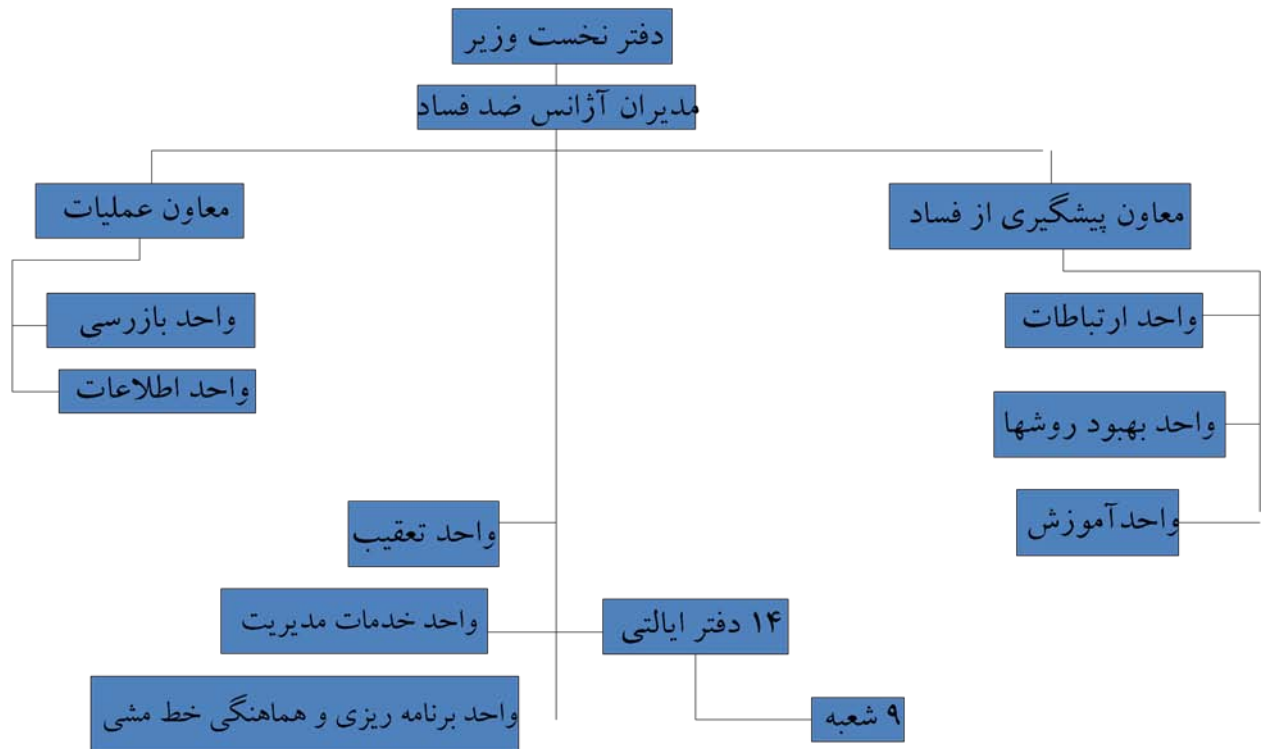 دفتر نخست وزیر
مدیران آژانس ضد فساد
معاون پیشگیری از فساد
معاون عملیات
واحد ارتباطات
واحد بازرسی
واحد اطلاعات
واحد بهبود روشها
واحدآموزش
واحد تعقیب
واحد خدمات مدیریت
۱۴ دفتر ایالتی
واحد برنامه ریزی و هماهنگی خط مشی
۹ شعبه